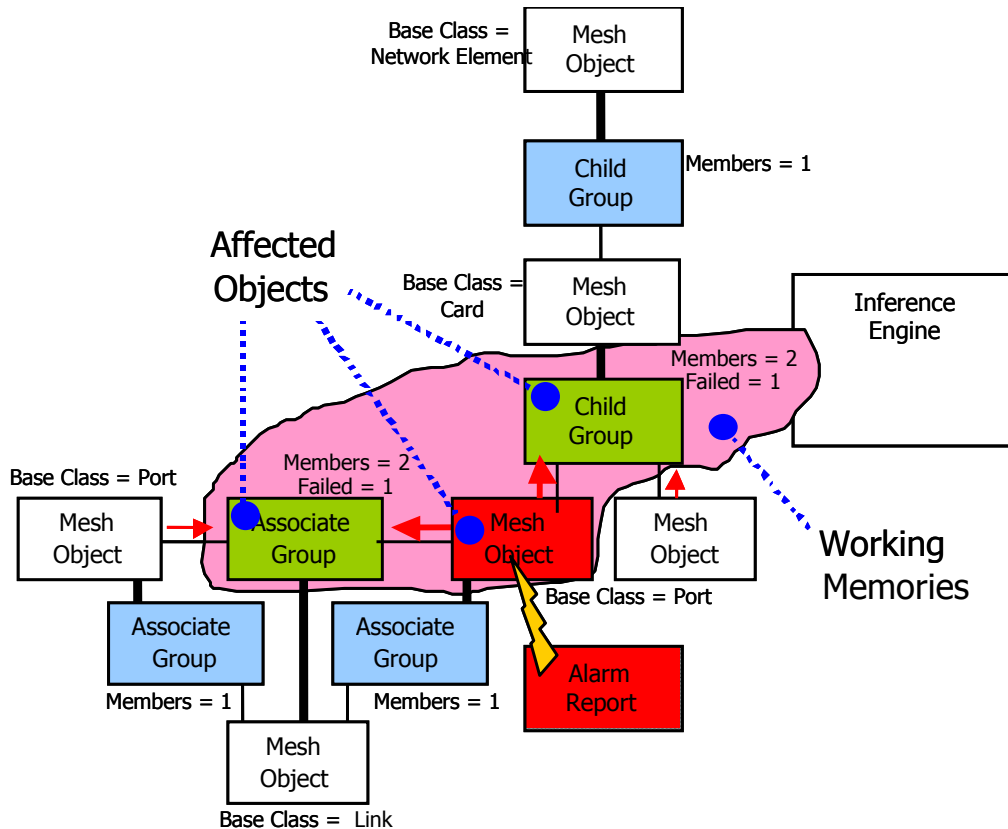 Base Class =
Network Element
Mesh
Object
Child
Group
Members = 1
Affected
Objects
Base Class =
Card
Mesh
Object
Inference
Engine
Members = 2
Failed = 1
Child
Group
Members = 2
Failed = 1
Base Class = Port
Mesh
Object
Associate
Group
Mesh
Object
Mesh
Object
Working
Memories
Base Class = Port
Associate
Group
Associate
Group
Alarm
Report
Members = 1
Members = 1
Mesh
Object
Base Class = Link